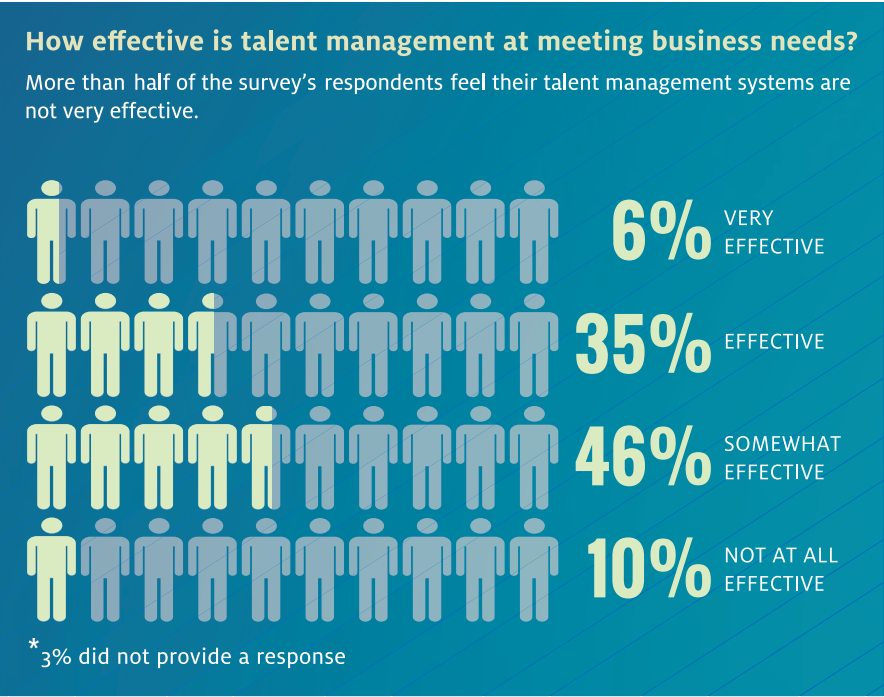 How effective is talent management at meeting business needs?
More than half of the survey's respondents feel their talent management systems are
not very effective.
6% VERY
EFFECTIVE
35% EFFECTIVE
46% SOMEWHAT
EFFECTIVE
10% NOT AT ALL
EFFECTIVE
*3% did not provide a response